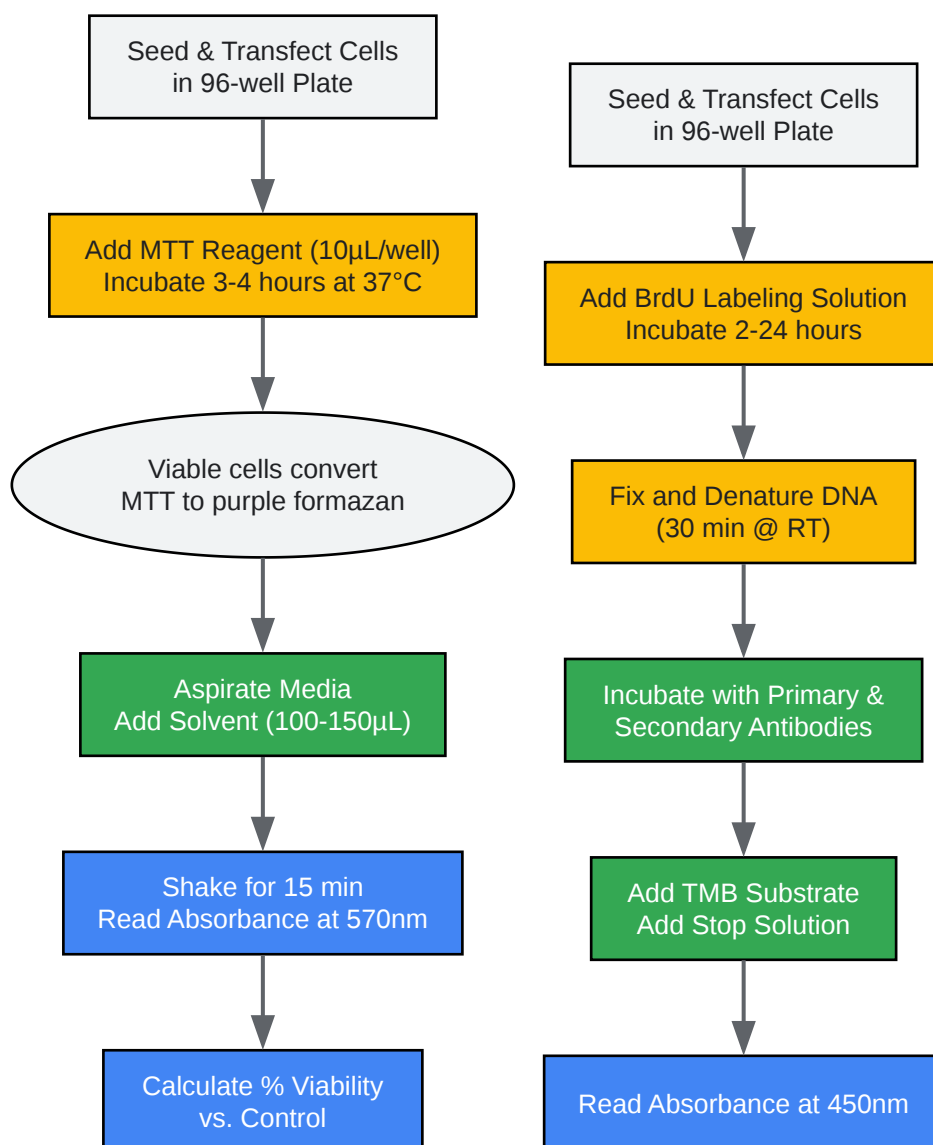 Seed & Transfect Cells
in 96-well Plate
Add MTT Reagent (10µL/well)
Incubate 3-4 hours at 37°C
Viable cells convert
MTT to purple formazan
Aspirate Media
Add Solvent (100-150µL)
Shake for 15 min
Read Absorbance at 570nm
Calculate % Viability
vs. Control
Seed & Transfect Cells
in 96-well Plate
Add BrdU Labeling Solution
Incubate 2-24 hours
Fix and Denature DNA
(30 min @ RT)
Incubate with Primary &
Secondary Antibodies
Add TMB Substrate
Add Stop Solution
Read Absorbance at 450nm